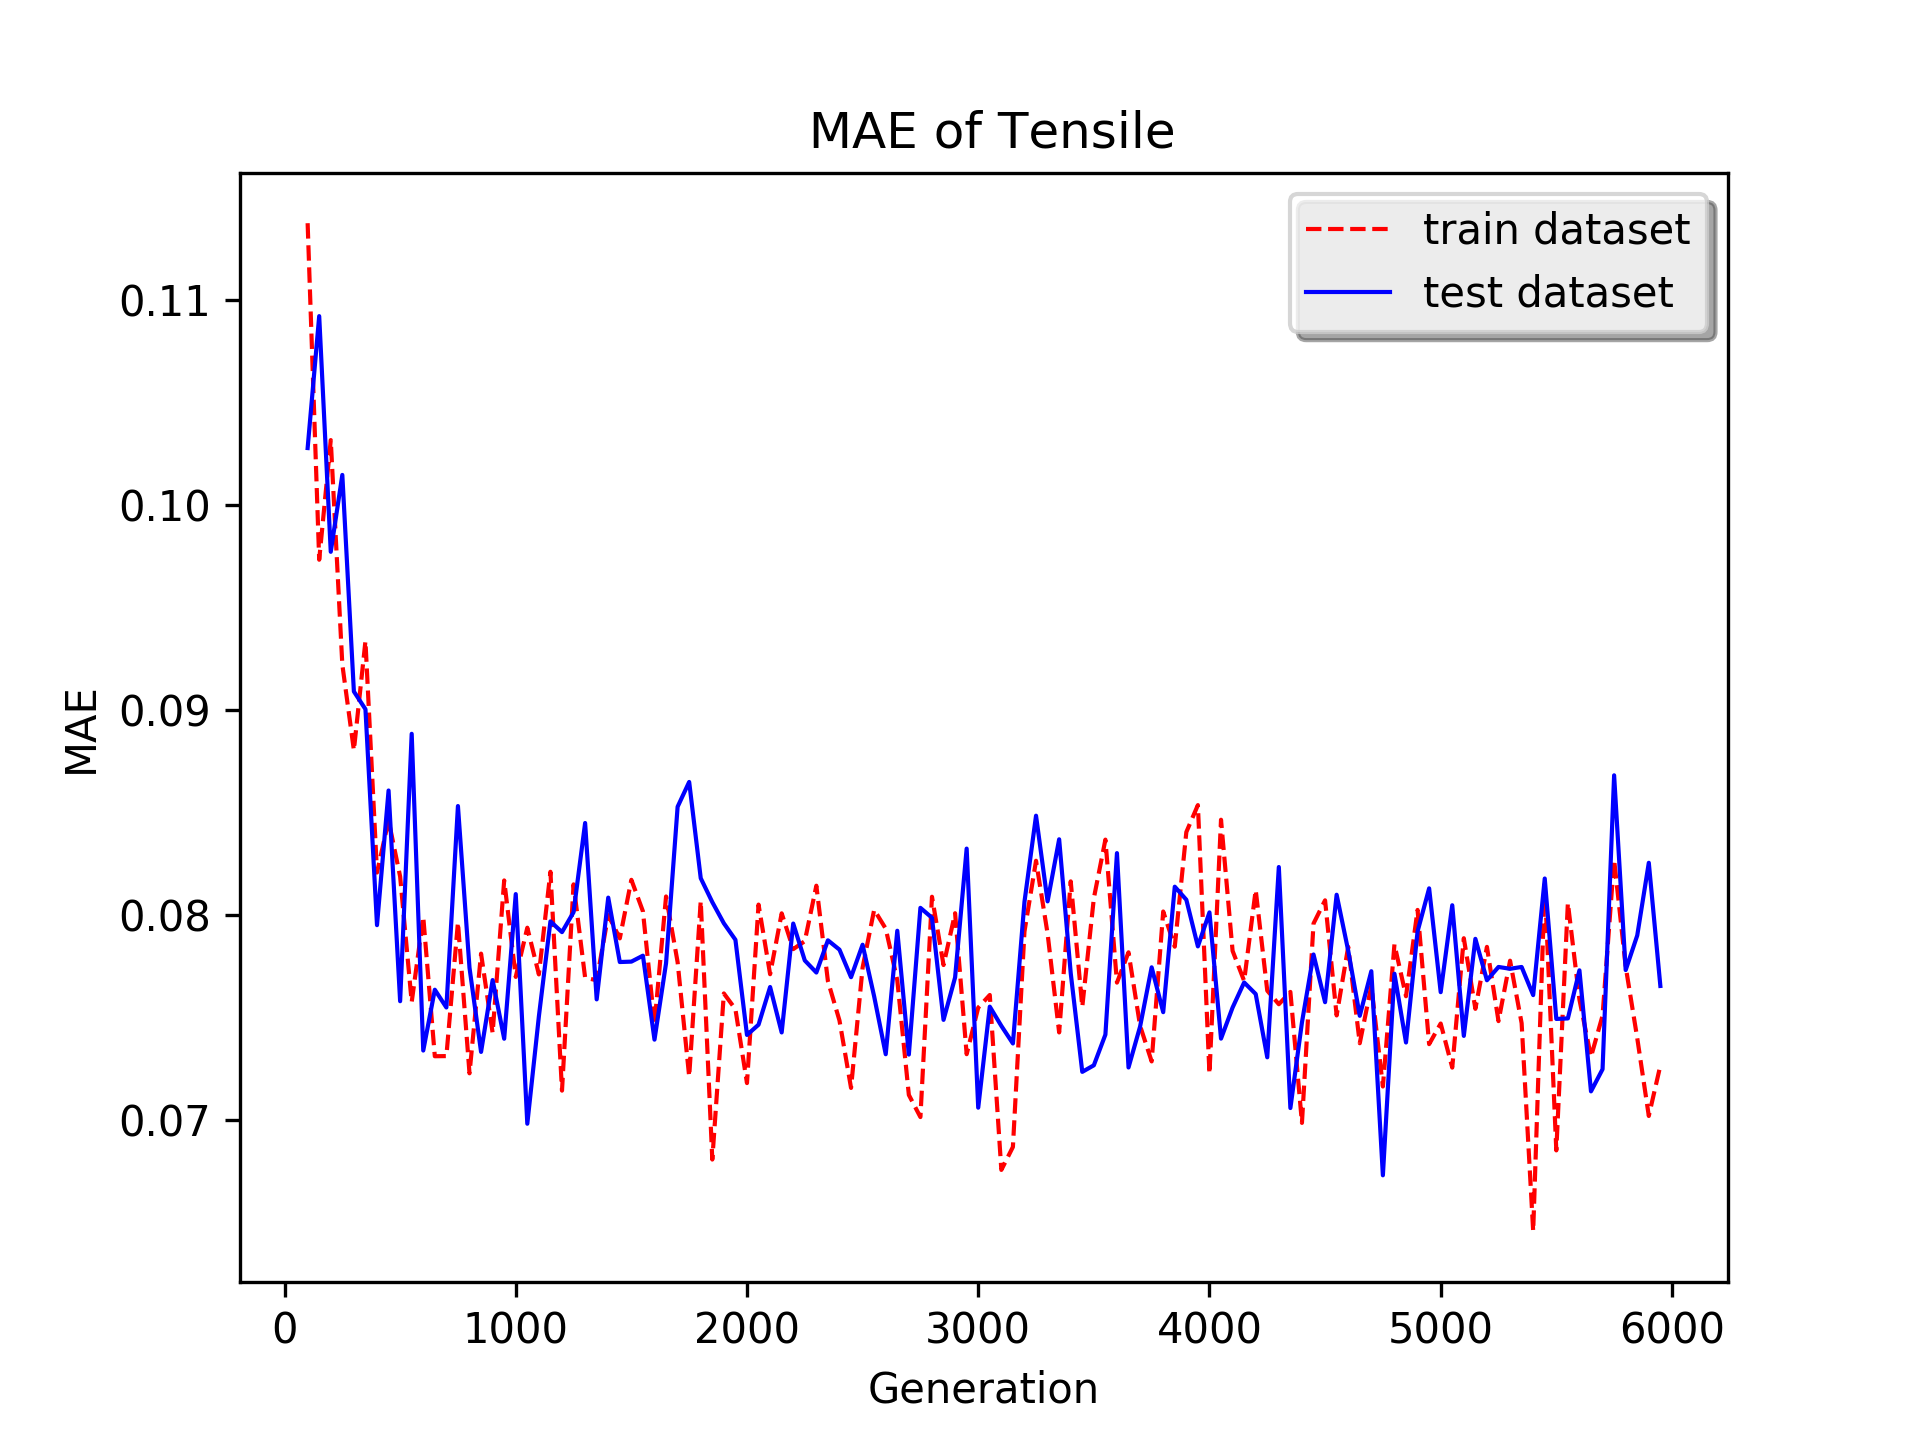 MAE of Tensile
train dataset
test dataset
0.11
0.10
0.09
0.08
0.07
MAE
0 1000 2000 3000 4000 5000 6000
Generation